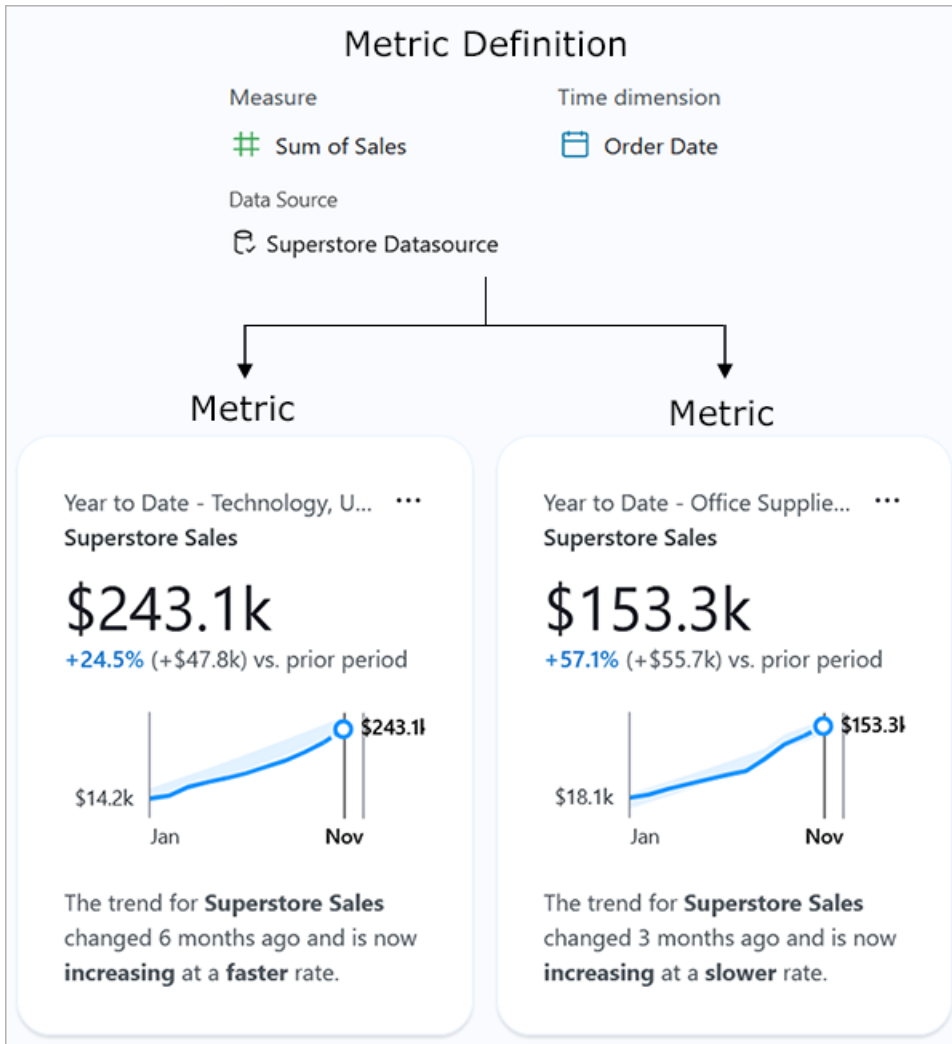 Metric Definition
Measure
Time dimension
Sum of Sales
Order Date
Data Source
Superstore Datasource
Metric
Year to Date - Technology, U... ...
Superstore Sales
$243.1k
+24.5% (+$47.8k) vs. prior period
$243.1k
$14.2k
Jan
Nov
The trend for Superstore Sales
changed 6 months ago and is now
increasing at a faster rate.
Metric
Year to Date - Office Supplie... ...
Superstore Sales
$153.3k
+57.1% (+$55.7k) vs. prior period
$153.3k
$18.1k
Jan
Nov
The trend for Superstore Sales
changed 3 months ago and is now
increasing at a slower rate.